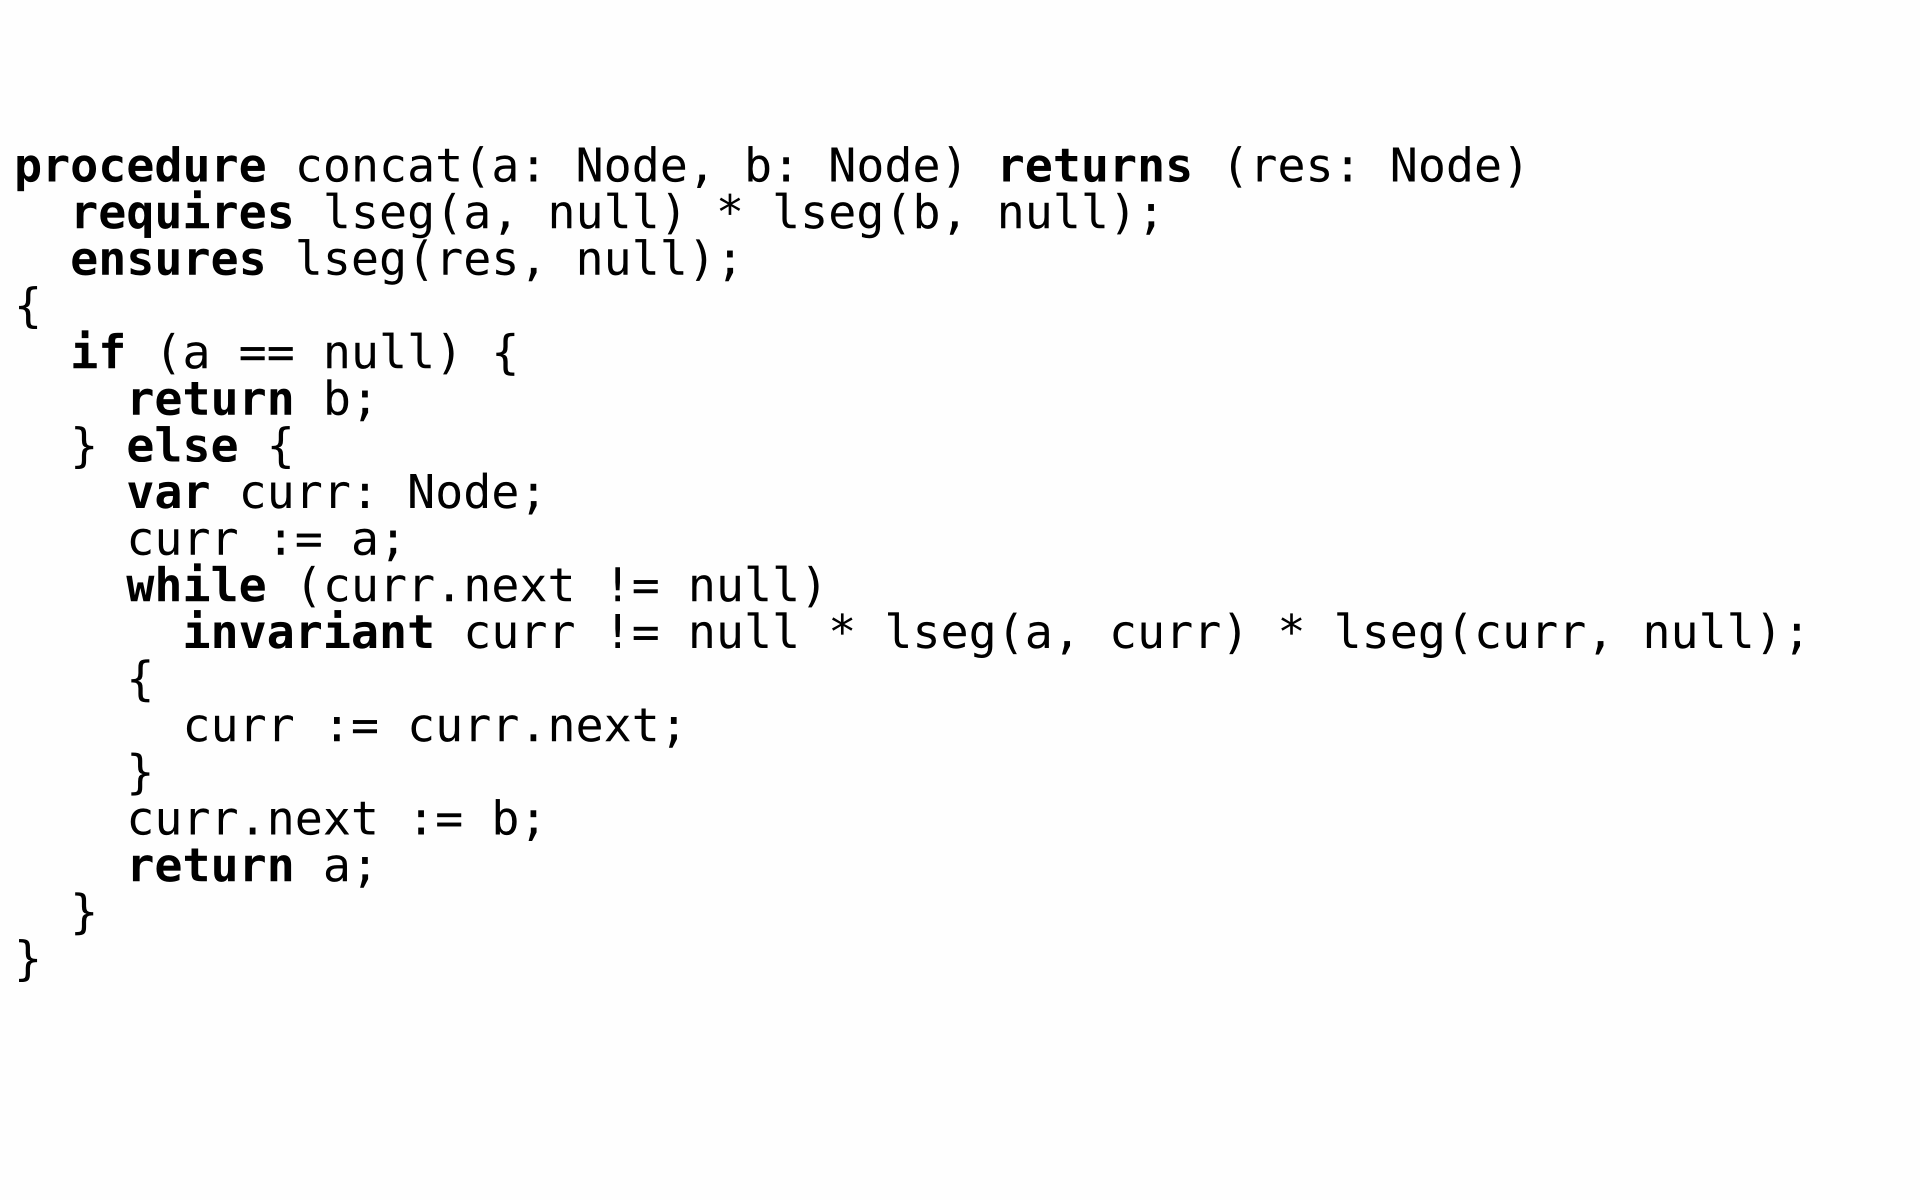 procedure concat(a: Node, b: Node) returns (res: Node)
  requires lseg(a, null) * lseg(b, null);
  ensures lseg(res, null);
{
  if (a == null) {
    return b;
  } else {
    var curr: Node;
    curr := a;
    while (curr.next != null)
      invariant curr != null * lseg(a, curr) * lseg(curr, null);
    {
      curr := curr.next;
    }
    curr.next := b;
    return a;
  }
}